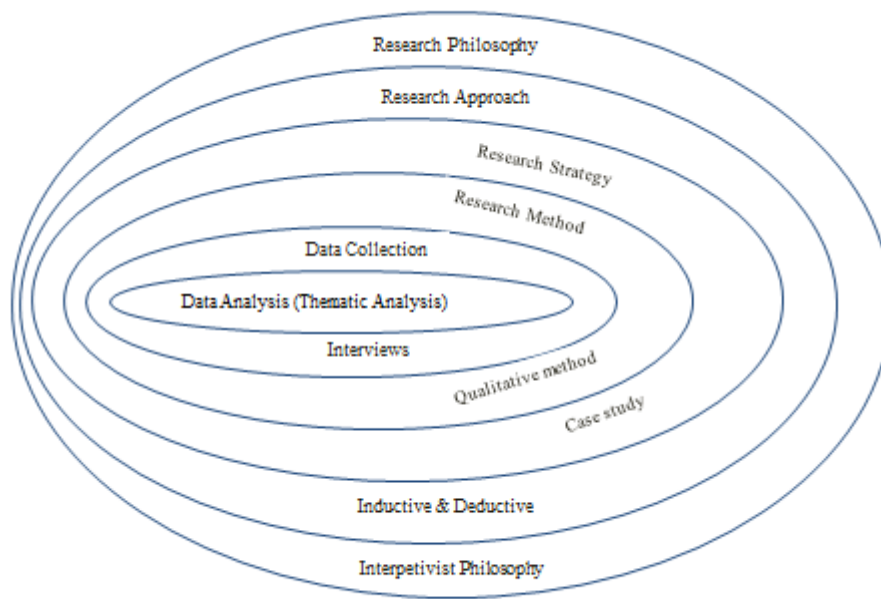 Research Philosophy
Research Approach
Research Strategy
Research Method
Data Collection
Data Analysis (Thematic Analysis)
Interviews
Qualitative method
Case study
Inductive & Deductive
Interpetivist Philosophy